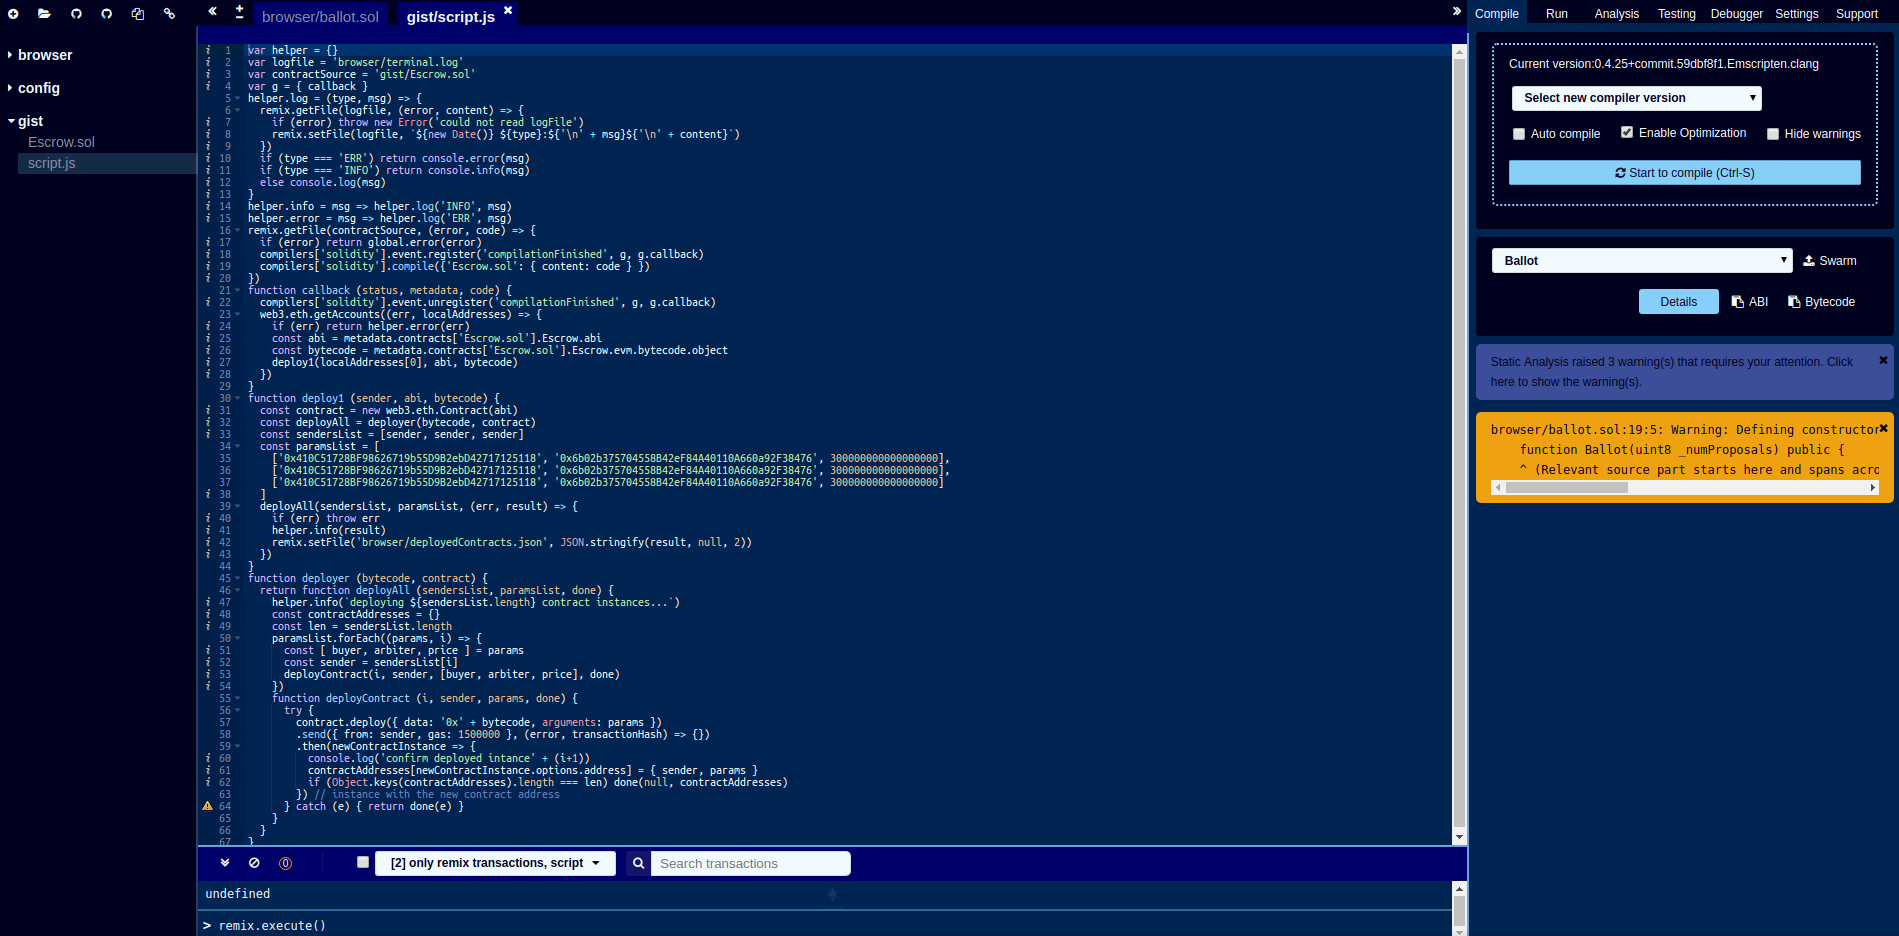 browser/ballot.sol gist/script.js
Compile Run Analysis Testing Debugger Settings Support
browser
config
gist
Escrow.sol
script.js
1 var helper = {}
2 var logfile = 'browser/terminal.log'
3 var contractSource = 'gist/Escrow.sol'
4 var g = { callback }
5 helper.log = (type, msg) => {
6 remix.getFile(logfile, (error, content) => {
7 if (error) throw new Error('could not read logFile')
8 remix.setFile(logfile, `${new Date()} ${type}:${'\n' + msg}${'\n' + content}`)
9 })
10 if (type === 'ERR') return console.error(msg)
11 if (type === 'INFO') return console.info(msg)
12 else console.log(msg)
13 }
14 helper.info = msg => helper.log('INFO', msg)
15 helper.error = msg => helper.log('ERR', msg)
16 remix.getFile(contractSource, (error, code) => {
17 if (error) return global.error(error)
18 compilers['solidity'].event.register('compilationFinished', g, g.callback)
19 compilers['solidity'].compile({'Escrow.sol': { content: code } })
20 })
21 function callback (status, metadata, code) {
22 compilers['solidity'].event.unregister('compilationFinished', g, g.callback)
23 web3.eth.getAccounts((err, localAddresses) => {
24 if (err) return helper.error(err)
25 const abi = metadata.contracts['Escrow.sol'].Escrow.abi
26 const bytecode = metadata.contracts['Escrow.sol'].Escrow.evm.bytecode.object
27 deploy1(localAddresses[0], abi, bytecode)
28 })
29 }
30 function deploy1 (sender, abi, bytecode) {
31 const contract = new web3.eth.Contract(abi)
32 const deployAll = deployer(bytecode, contract)
33 const sendersList = [sender, sender, sender]
34 const paramsList = [
35 ['0x410C51728BF98626719b55D9B2ebD42717125118', '0x6b02b375704558B42eF84A40110A660a92F38476', 300000000000000000],
36 ['0x410C51728BF98626719b55D9B2ebD42717125118', '0x6b02b375704558B42eF84A40110A660a92F38476', 300000000000000000],
37 ['0x410C51728BF98626719b55D9B2ebD42717125118', '0x6b02b375704558B42eF84A40110A660a92F38476', 300000000000000000]
38 ]
39 deployAll(sendersList, paramsList, (err, result) => {
40 if (err) throw err
41 helper.info(result)
42 remix.setFile('browser/deployedContracts.json', JSON.stringify(result, null, 2))
43 })
44 }
45 function deployer (bytecode, contract) {
46 return function deployAll (sendersList, paramsList, done) {
47 helper.info(`deploying ${sendersList.length} contract instances...`)
48 const contractAddresses = {}
49 const len = sendersList.length
50 paramsList.forEach((params, i) => {
51 const [ buyer, arbiter, price ] = params
52 const sender = sendersList[i]
53 deployContract(i, sender, [buyer, arbiter, price], done)
54 })
55 function deployContract (i, sender, params, done) {
56 try {
57 contract.deploy({ data: '0x' + bytecode, arguments: params })
58 .send({ from: sender, gas: 1500000 }, (error, transactionHash) => {})
59 .then(newContractInstance => {
60 console.log('confirm deployed intance' + (i+1))
61 contractAddresses[newContractInstance.options.address] = { sender, params }
62 if (Object.keys(contractAddresses).length === len) done(null, contractAddresses)
63 }) // instance with the new contract address
64 } catch (e) { return done(e) }
65 }
66 }
67 }
0
[2] only remix transactions, script
Search transactions
undefined
> remix.execute()
Current version:0.4.25+commit.59dbf8f1.Emscripten.clang
Select new compiler version
Auto compile Enable Optimization Hide warnings
Start to compile (Ctrl-S)
Ballot
Swarm
Details ABI Bytecode
Static Analysis raised 3 warning(s) that requires your attention. Click
here to show the warning(s).
browser/ballot.sol:19:5: Warning: Defining constructor
function Ballot(uint8 _numProposals) public {
^ (Relevant source part starts here and spans acro